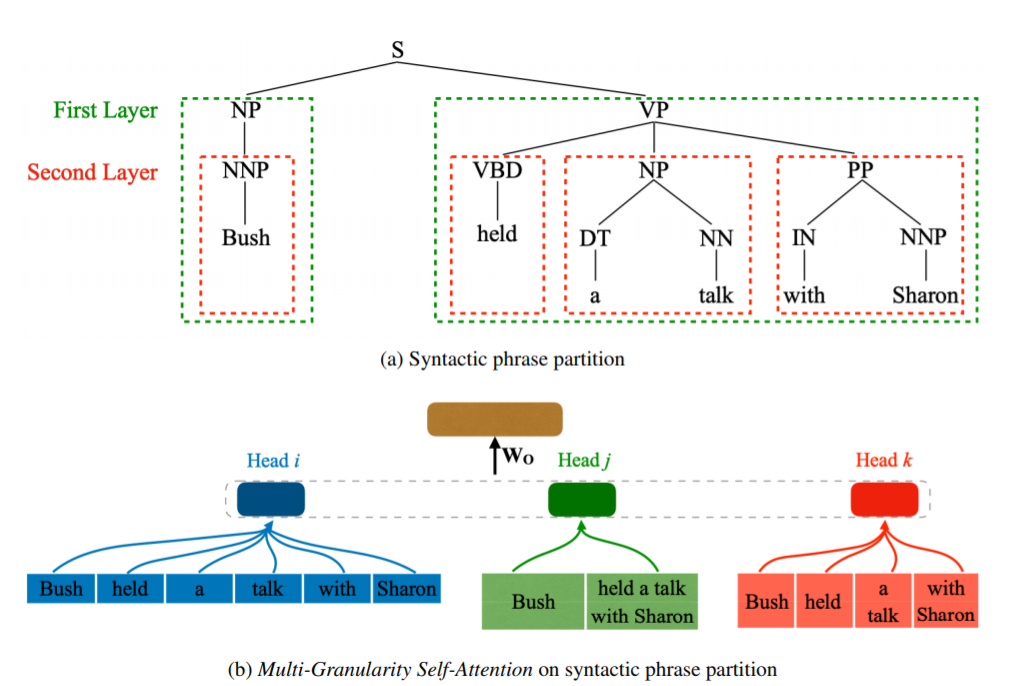 S
First Layer
NP
VP
Second Layer
NNP
VBD
NP
PP
Bush
held
DT
NN
IN
NNP
a
talk
with
Sharon
(a) Syntactic phrase partition
Wo
Head i
Head j
Head k
Bush held a talk with Sharon
Bush
held a talk
with Sharon
Bush held
a
talk
with
Sharon
(b) Multi-Granularity Self-Attention on syntactic phrase partition